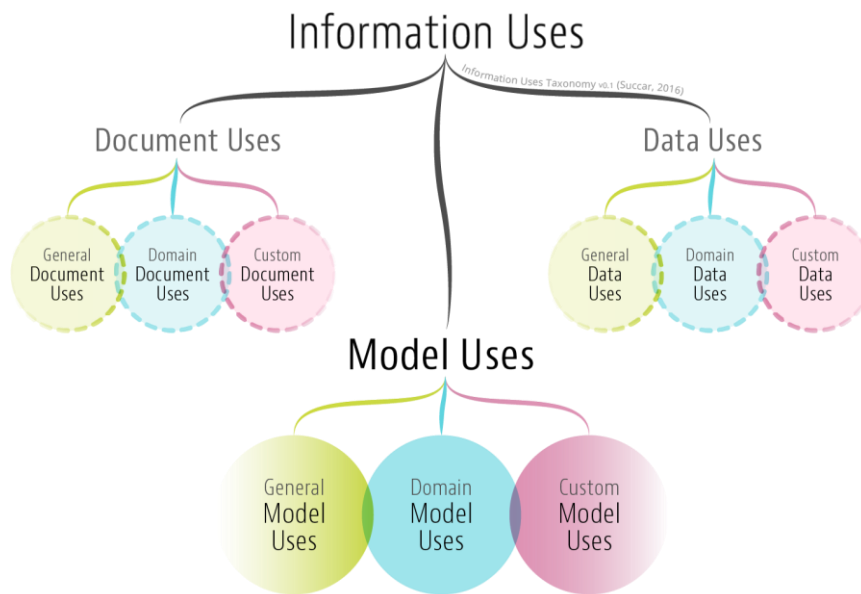 Information Uses
Information Uses Taxonomy v0.1 (Succar, 2016)
Document Uses
Data Uses
General
Document
Uses
Domain
Document
Uses
Custom
Document
Uses
General
Data
Uses
Domain
Data
Uses
Custom
Data
Uses
Model Uses
General
Model
Uses
Domain
Model
Uses
Custom
Model
Uses